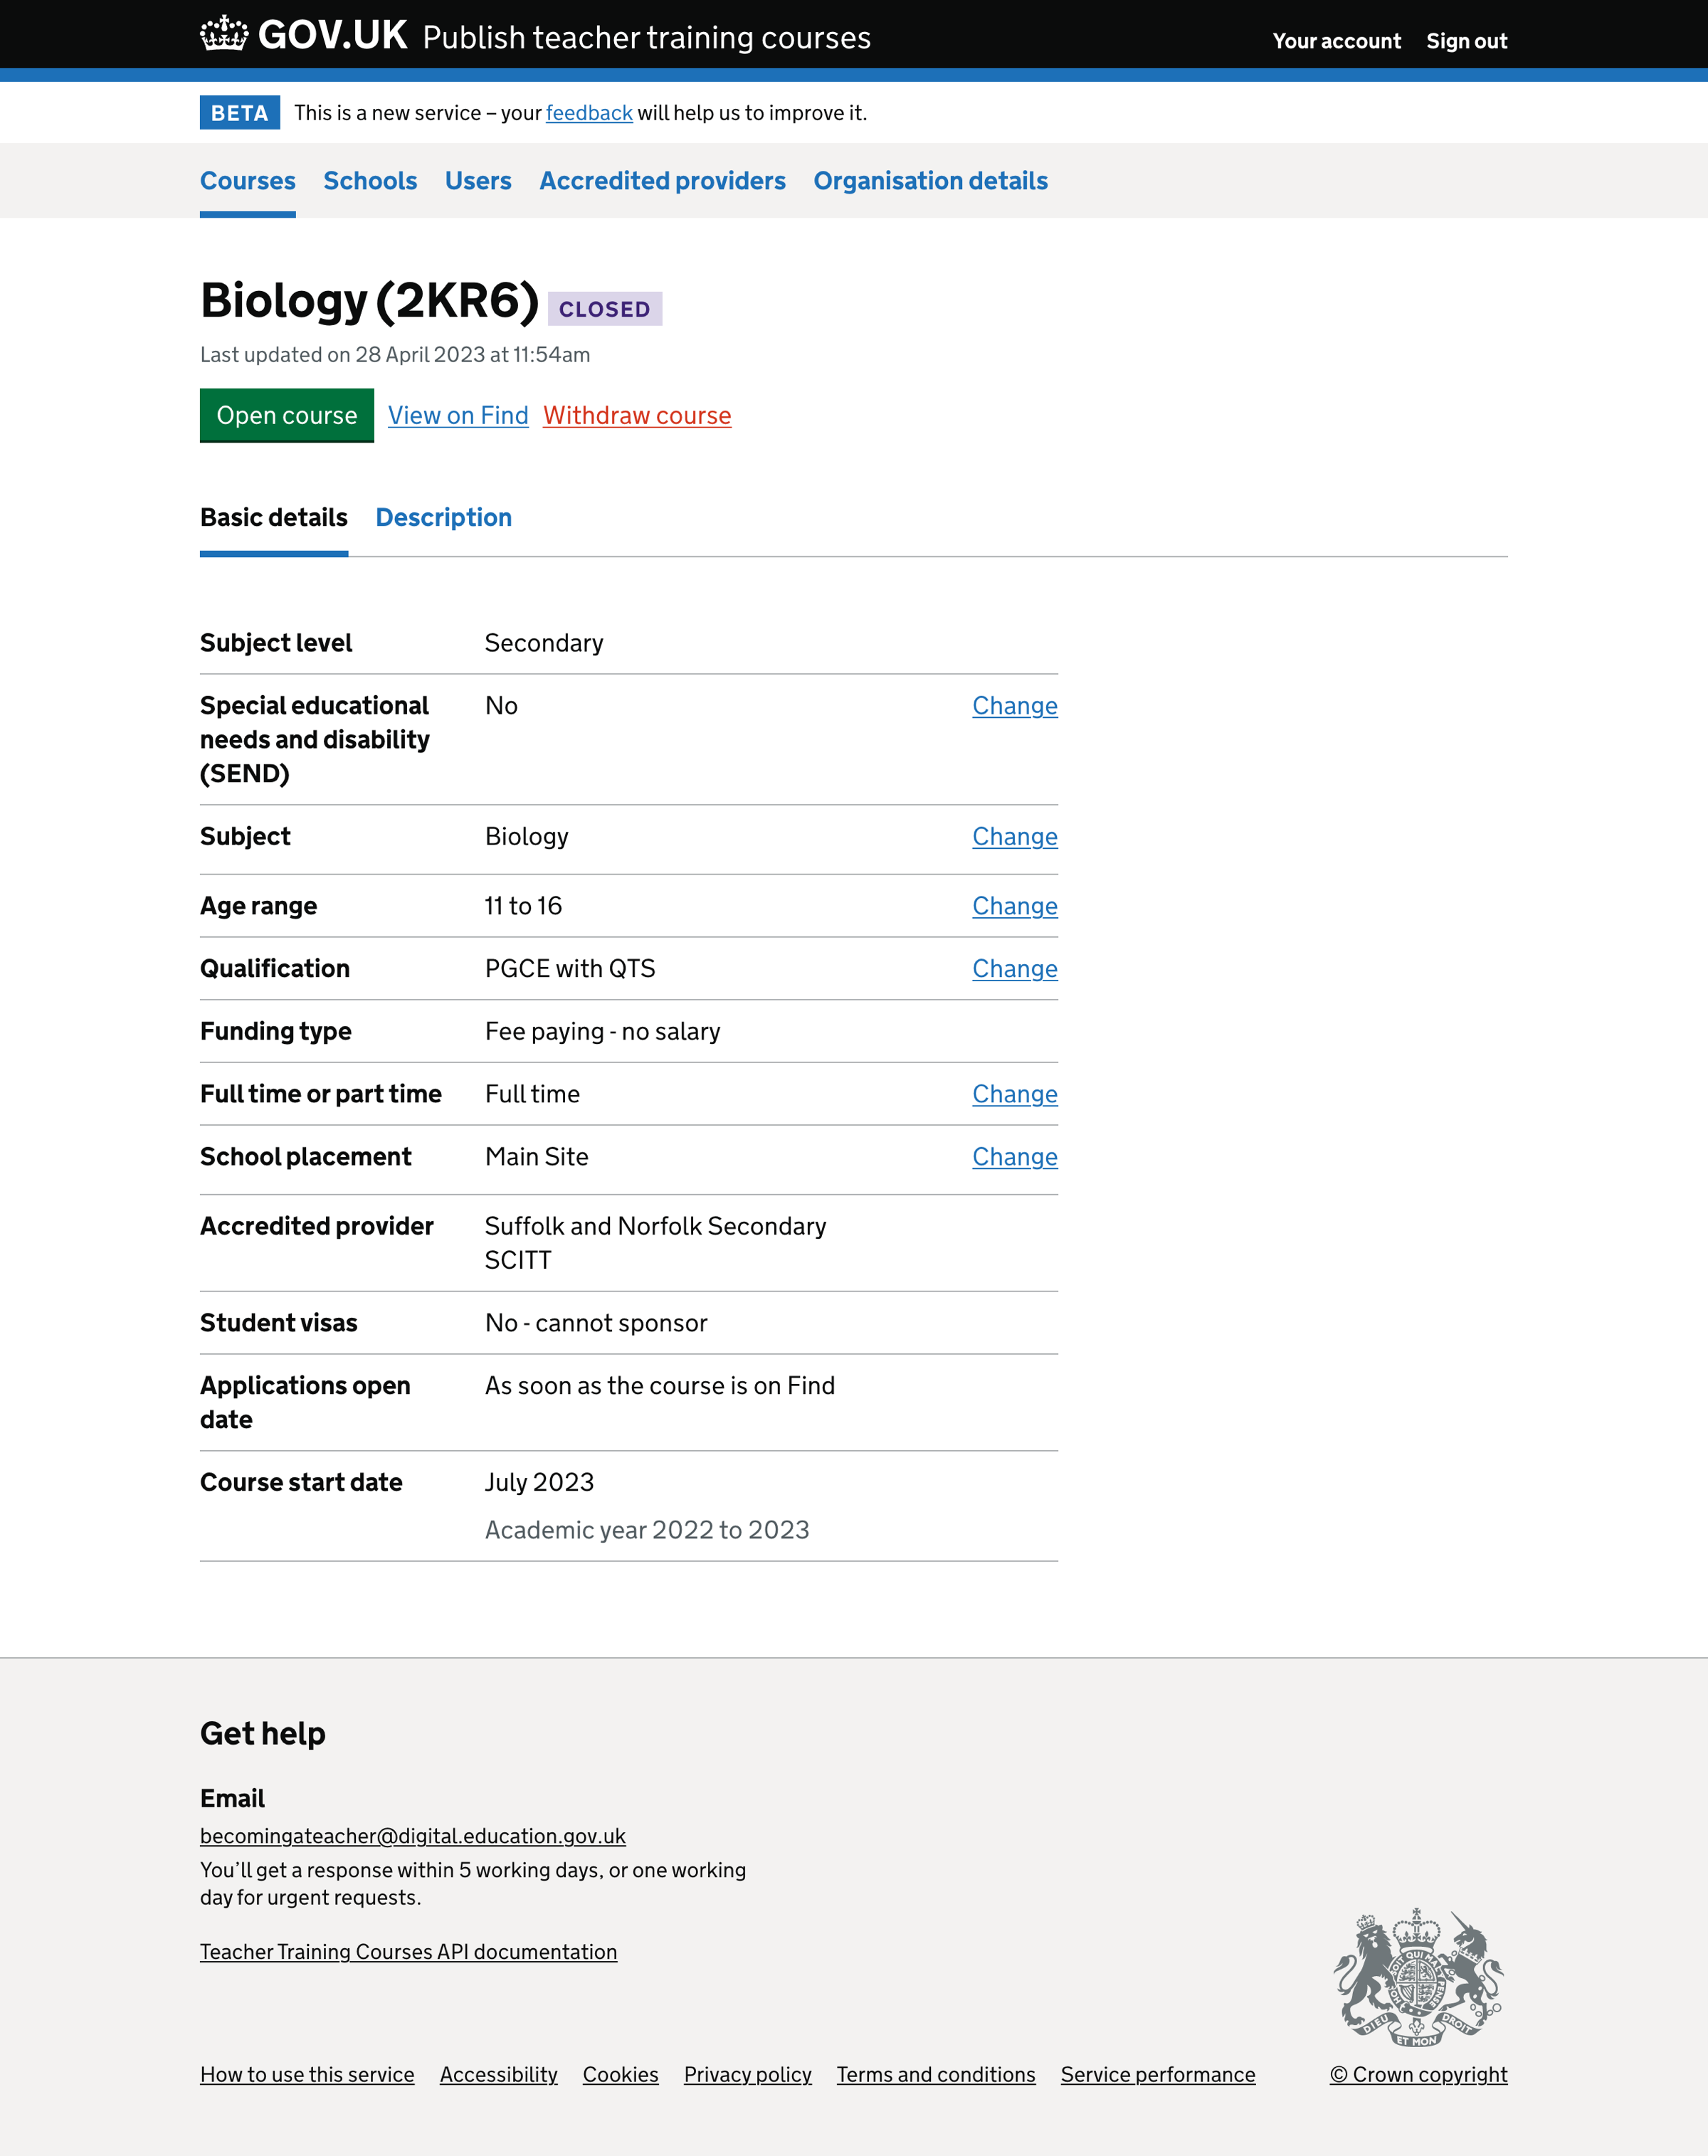 GOV.UK Publish teacher training courses
Your account Sign out
BETA This is a new service – your feedback will help us to improve it.
Courses Schools Users Accredited providers Organisation details
Biology (2KR6) CLOSED
Last updated on 28 April 2023 at 11:54am
Open course View on Find Withdraw course
Basic details Description
Subject level Secondary
Special educational No Change
needs and disability
(SEND)
Subject Biology Change
Age range 11 to 16 Change
Qualification PGCE with QTS Change
Funding type Fee paying - no salary
Full time or part time Full time Change
School placement Main Site Change
Accredited provider Suffolk and Norfolk Secondary
SCITT
Student visas No - cannot sponsor
Applications open As soon as the course is on Find
date
Course start date July 2023
Academic year 2022 to 2023
Get help
Email
becomingateacher@digital.education.gov.uk
You’ll get a response within 5 working days, or one working
day for urgent requests.
Teacher Training Courses API documentation
DIEU ET MON DROIT
How to use this service Accessibility Cookies Privacy policy Terms and conditions Service performance © Crown copyright